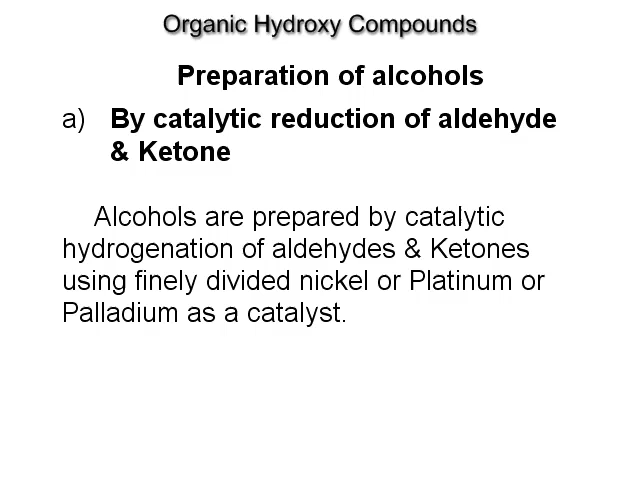 Organic Hydroxy Compounds
Preparation of alcohols
a) By catalytic reduction of aldehyde
& Ketone
Alcohols are prepared by catalytic
hydrogenation of aldehydes & Ketones
using finely divided nickel or Platinum or
Palladium as a catalyst.